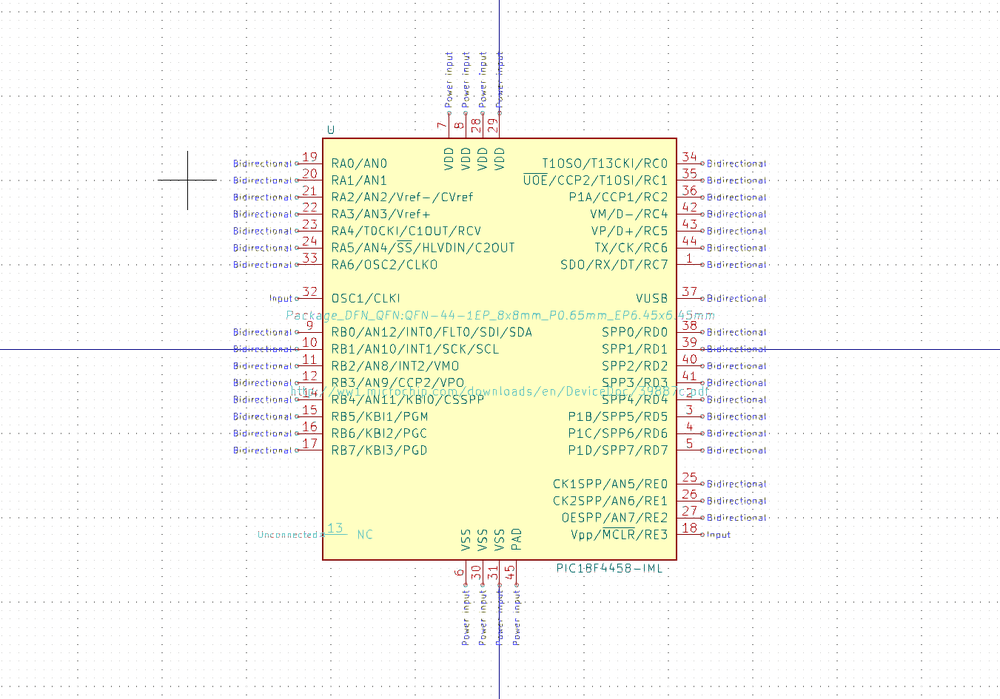 Power input Power input Power input Power input
7 8 28 29
U
VDD VDD VDD VDD
Bidirectional 19 RA0/AN0 T1OSO/T13CKI/RC0 34 Bidirectional
Bidirectional 20 RA1/AN1 UOE/CCP2/T1OSI/RC1 35 Bidirectional
Bidirectional 21 RA2/AN2/Vref-/CVref P1A/CCP1/RC2 36 Bidirectional
Bidirectional 22 RA3/AN3/Vref+ VM/D-/RC4 42 Bidirectional
Bidirectional 23 RA4/T0CKI/C1OUT/RCV VP/D+/RC5 43 Bidirectional
Bidirectional 24 RA5/AN4/SS/HLVDIN/C2OUT TX/CK/RC6 44 Bidirectional
Bidirectional 33 RA6/OSC2/CLKO SDO/RX/DT/RC7 1 Bidirectional
Input 32 OSC1/CLKI VUSB 37 Bidirectional
Package_DFN_QFN:QFN-44-1EP_8x8mm_P0.65mm_EP6.45x6.45mm
Bidirectional 9 RB0/AN12/INT0/FLT0/SDI/SDA SPP0/RD0 38 Bidirectional
Bidirectional 10 RB1/AN10/INT1/SCK/SCL SPP1/RD1 39 Bidirectional
Bidirectional 11 RB2/AN8/INT2/VMO SPP2/RD2 40 Bidirectional
Bidirectional 12 RB3/AN9/CCP2/VPO SPP3/RD3 41 Bidirectional
http://ww1.microchip.com/downloads/en/DeviceDoc/39887c.pdf
Bidirectional 14 RB4/AN11/KBI0/CSSPP SPP4/RD4 2 Bidirectional
Bidirectional 15 RB5/KBI1/PGM P1B/SPP5/RD5 3 Bidirectional
Bidirectional 16 RB6/KBI2/PGC P1C/SPP6/RD6 4 Bidirectional
Bidirectional 17 RB7/KBI3/PGD P1D/SPP7/RD7 5 Bidirectional
CK1SPP/AN5/RE0 25 Bidirectional
CK2SPP/AN6/RE1 26 Bidirectional
OESPP/AN7/RE2 27 Bidirectional
Unconnected 13 NC Vpp/MCLR/RE3 18 Input
VSS VSS VSS PAD
PIC18F4458-IML
6 30 31 45
Power input Power input Power input Power input